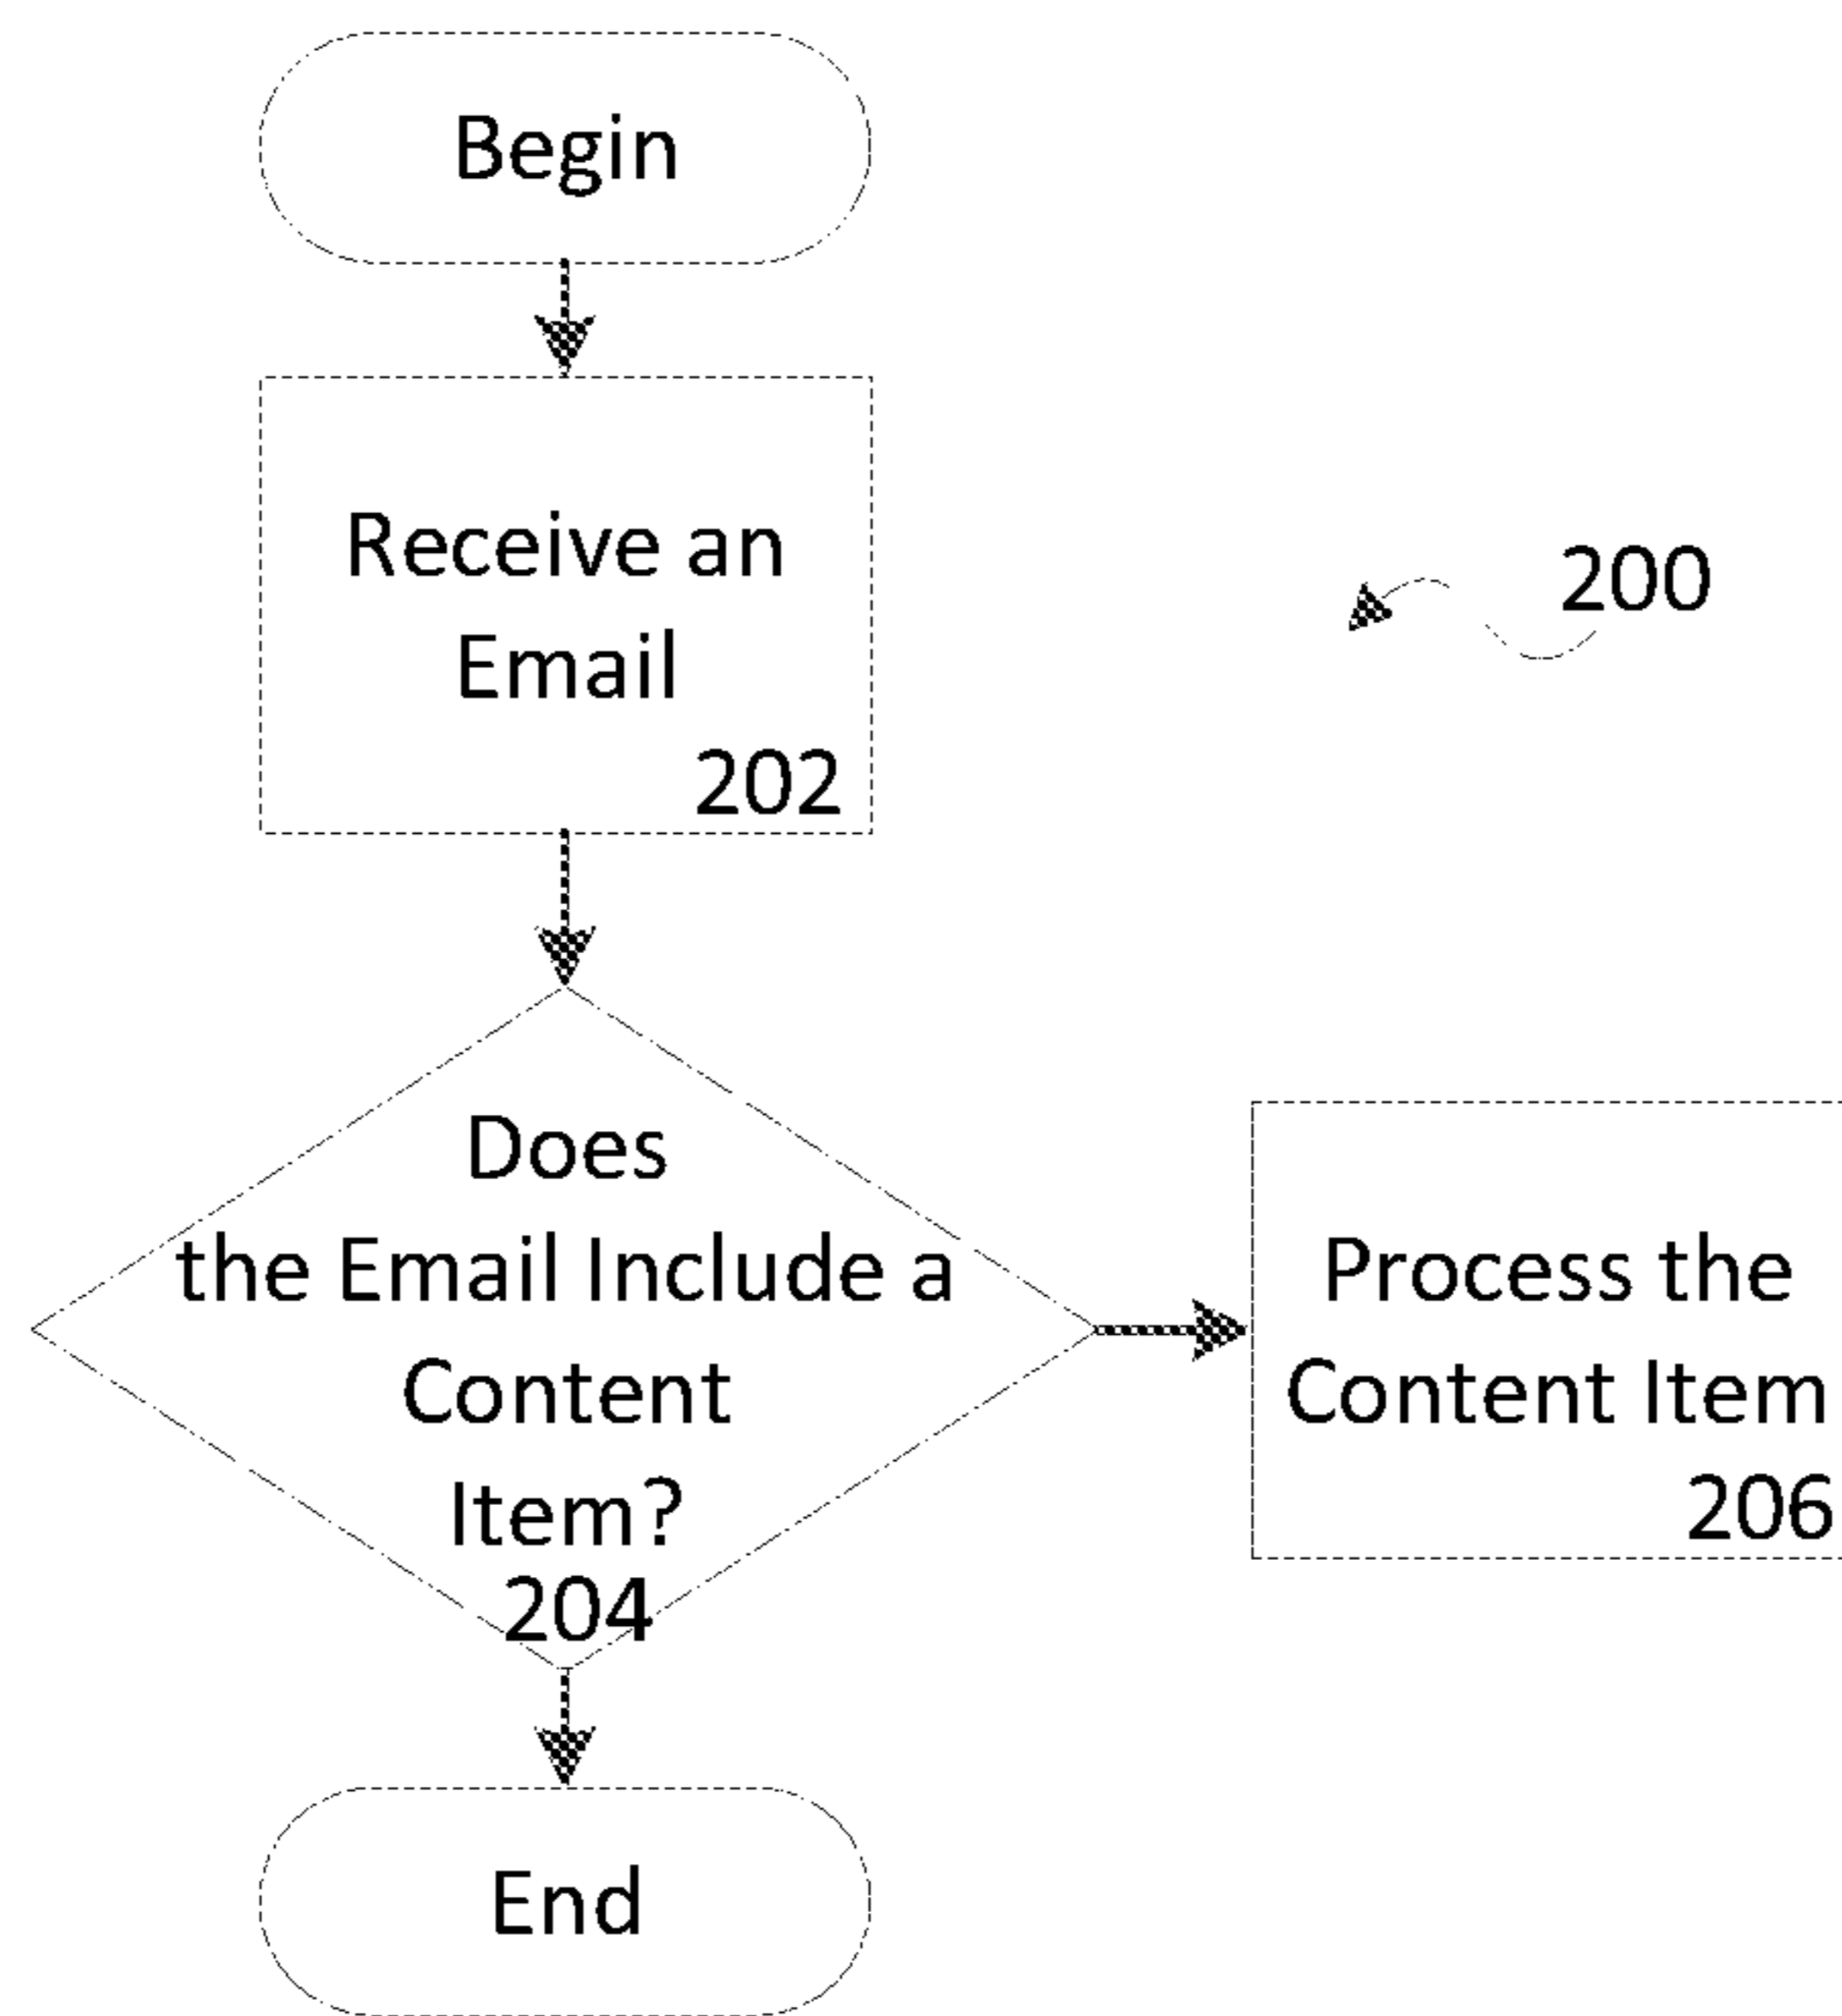 Begin
Receive an
Email
202
200
Does
the Email Include a
Content
Item?
204
Process the
Content Item
206
End